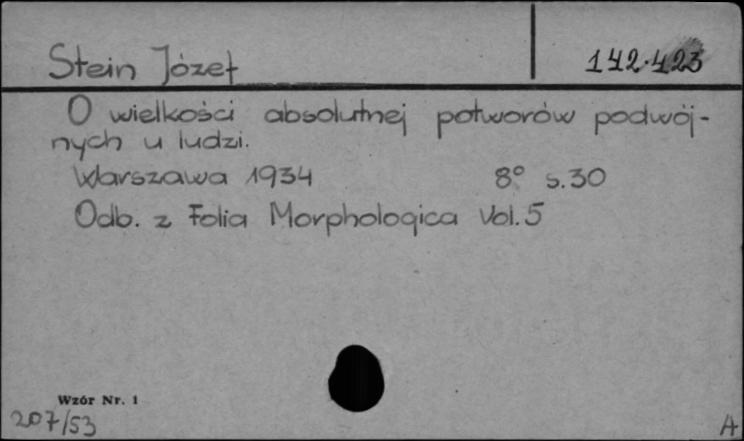 Stein Józef
142.423
O wielkości absolutnej potworów podwój-
nych u ludzi.
Warszawa 1934 8° s.30
Odb. z Folia Morphologica Vol. 5
Wzór Nr. 1
207/53
A